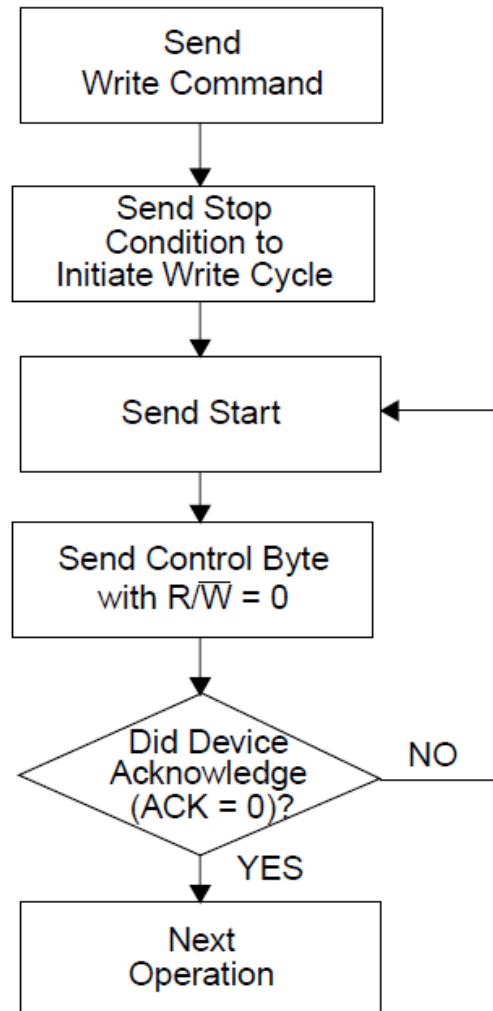 Send
Write Command
Send Stop
Condition to
Initiate Write Cycle
Send Start
Send Control Byte
with R/W̅ = 0
Did Device
Acknowledge
(ACK = 0)?
NO
YES
Next
Operation